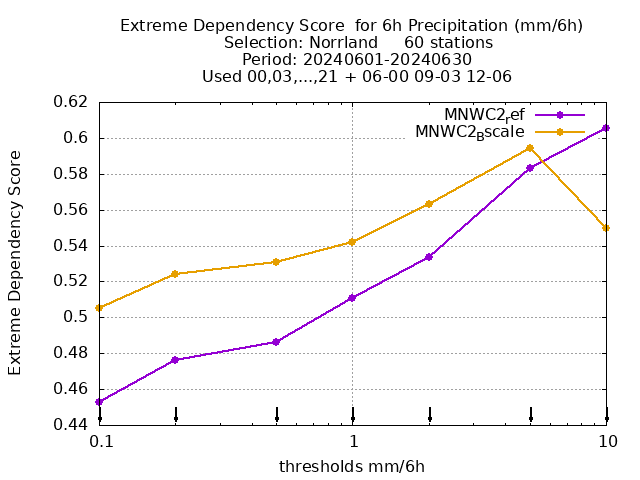 Extreme Dependency Score  for 6h Precipitation (mm/6h)
Selection: Norrland     60 stations
Period: 20240601-20240630
Used 00,03,...,21 + 06-00 09-03 12-06
MNWC2ref
MNWC2Bscale
0.62
0.6
0.58
0.56
0.54
0.52
0.5
0.48
0.46
0.44
Extreme Dependency Score
0.1
1
10
thresholds mm/6h